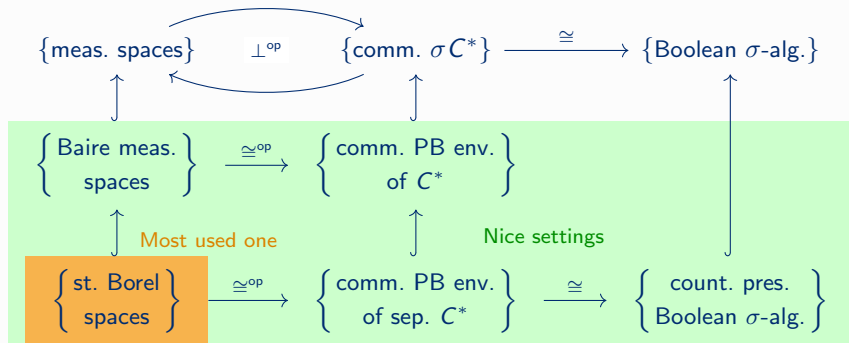 {meas. spaces} ⊥ᵒᵖ {comm. σC*} ≅ {Boolean σ-alg.}
{Baire meas. spaces} ≅ᵒᵖ {comm. PB env. of C*}
Most used one
Nice settings
{st. Borel spaces} ≅ᵒᵖ {comm. PB env. of sep. C*} ≅ {count. pres. Boolean σ-alg.}